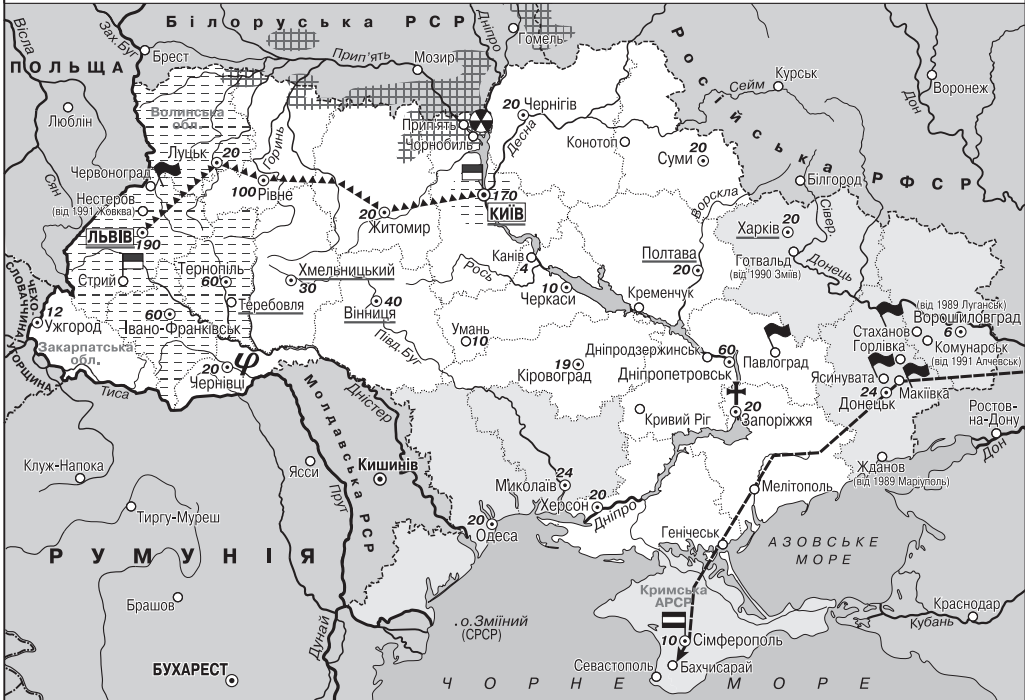 Білоруська РСР
Вісла
Зах. Буг
Брест
Прип'ять
Мозир
Дніпро
Гомель
ПОЛЬЩА
Люблін
Сян
Волинська
обл.
Луцьк
20
Горинь
100
Рівне
Прип'ять
Чорнобиль
20
Чернігів
Десна
Конотоп
Суми
20
Сейм
Курськ
Дон
Воронеж
Російська РФСР
Білгород
Червоноград
Нестеров
(від 1991 Жовква)
ЛЬВІВ
190
Стрий
Тернопіль
60
Теребовля
Хмельницький
30
20
Житомир
170
КИЇВ
Канів
4
Рось
10
Черкаси
40
Вінниця
Умань
10
Півд. Буг
Ворскла
Полтава
20
Кременчук
20
Харків
Сівер.
Донець
Готвальд
(від 1990 Зміїв)
ЧЕХО-
СЛОВАЧЧИНА
УГОРЩИНА
12
Ужгород
Закарпатська
обл.
60
Івано-Франківськ
20
Чернівці
Тиса
19
Кіровоград
Дніпродзержинськ
60
Дніпропетровськ
Павлоград
(від 1989 Луганськ)
Ворошиловград
6
Стаханов
Горлівка
Комунарськ
(від 1991 Алчевськ)
Ясинувата
24
Донецьк
Макіївка
Кривий Ріг
20
Запоріжжя
Ростов-
на-Дону
Дон
Жданов
(від 1989 Маріуполь)
Молдавська РСР
Дністер
Прут
Клуж-Напока
Ясси
Кишинів
Тиргу-Муреш
РУМУНІЯ
24
Миколаїв
20
Херсон
Дніпро
20
Одеса
Мелітополь
Генічеськ
АЗОВСЬКЕ
МОРЕ
Брашов
Дунай
о.Зміїний
(СРСР)
Кримська
АРСР
10
Сімферополь
Севастополь
Бахчисарай
Краснодар
Кубань
БУХАРЕСТ
ЧОРНЕ МОРЕ